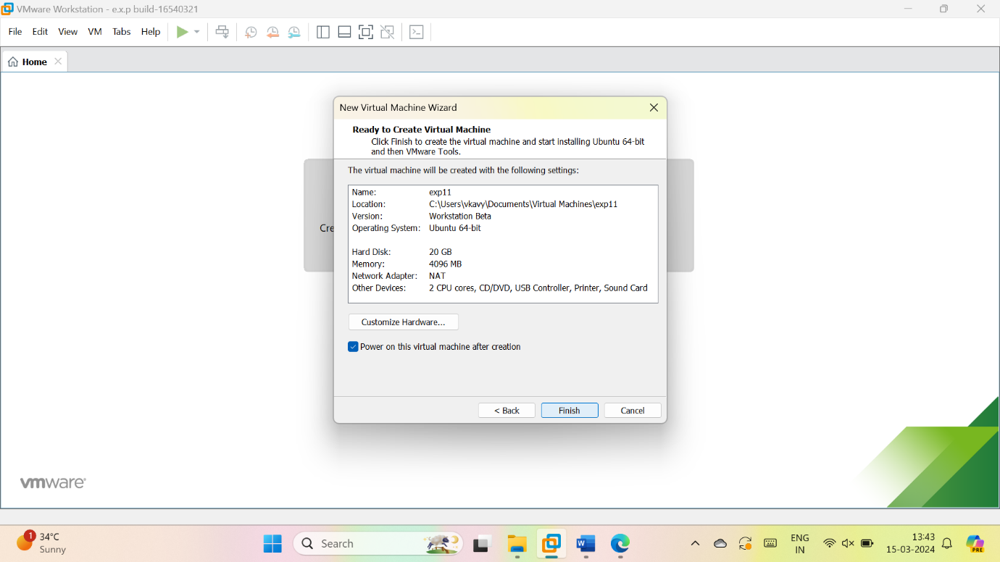 VMware Workstation - e.x.p build-16540321
File Edit View VM Tabs Help
Home
New Virtual Machine Wizard
Ready to Create Virtual Machine
Click Finish to create the virtual machine and start installing Ubuntu 64-bit
and then VMware Tools.
The virtual machine will be created with the following settings:
Name: exp11
Location: C:\Users\vkavy\Documents\Virtual Machines\exp11
Version: Workstation Beta
Cre
Operating System: Ubuntu 64-bit
Hard Disk: 20 GB
Memory: 4096 MB
Network Adapter: NAT
Other Devices: 2 CPU cores, CD/DVD, USB Controller, Printer, Sound Card
Customize Hardware...
Power on this virtual machine after creation
< Back Finish Cancel
vmware
1
34°C
Sunny
Search
W
ENG
IN
13:43
15-03-2024
PRE